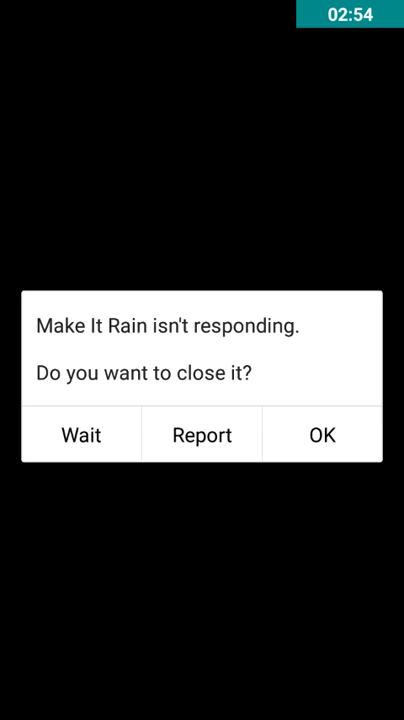 02:54
Make It Rain isn't responding.
Do you want to close it?
Wait Report OK